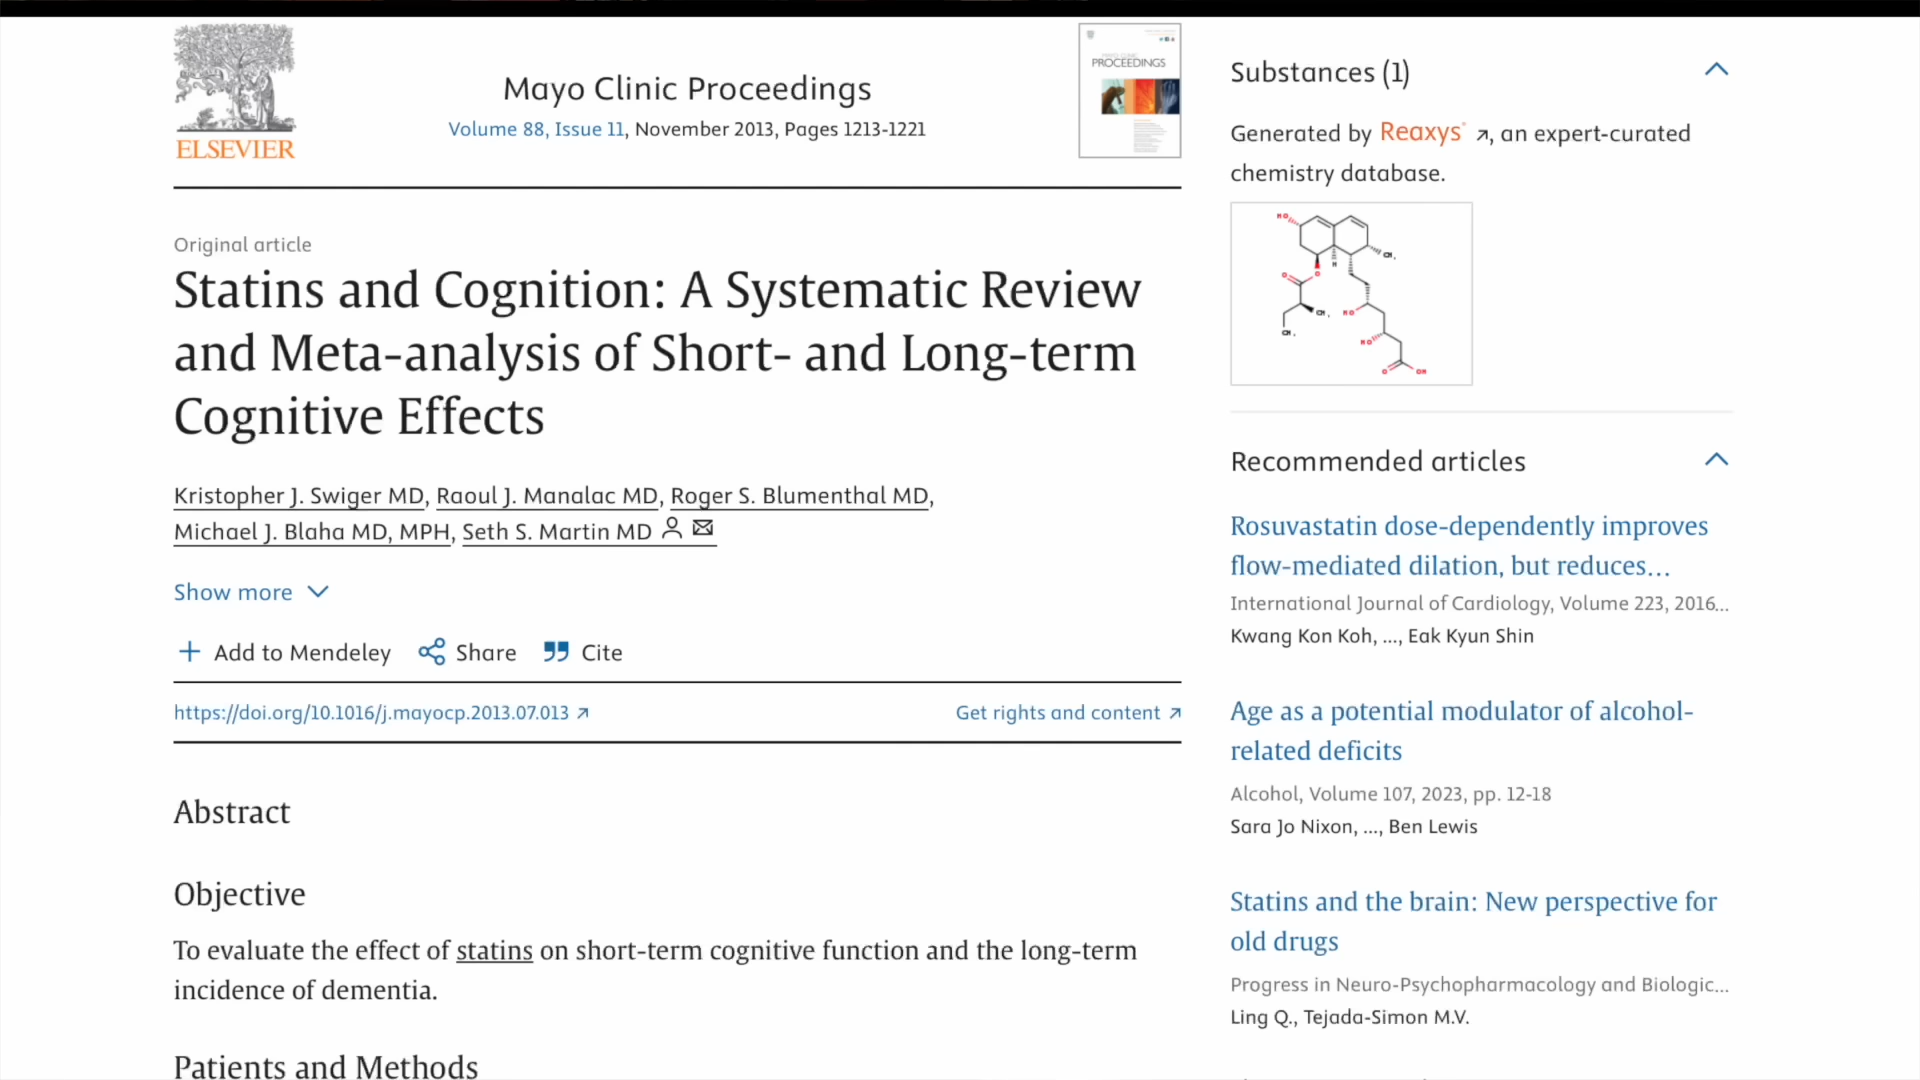 ELSEVIER
Mayo Clinic Proceedings
Volume 88, Issue 11, November 2013, Pages 1213-1221
PROCEEDINGS
Original article
Statins and Cognition: A Systematic Review
and Meta-analysis of Short- and Long-term
Cognitive Effects
Kristopher J. Swiger MD, Raoul J. Manalac MD, Roger S. Blumenthal MD,
Michael J. Blaha MD, MPH, Seth S. Martin MD
Show more
Add to Mendeley
Share
Cite
https://doi.org/10.1016/j.mayocp.2013.07.013
Get rights and content
Abstract
Objective
To evaluate the effect of statins on short-term cognitive function and the long-term
incidence of dementia.
Patients and Methods
Substances (1)
Generated by Reaxys, an expert-curated
chemistry database.
HO
CH
H
O
O
CH
HO
CH
HO
O
OH
Recommended articles
Rosuvastatin dose-dependently improves
flow-mediated dilation, but reduces...
International Journal of Cardiology, Volume 223, 2016...
Kwang Kon Koh, ..., Eak Kyun Shin
Age as a potential modulator of alcohol-
related deficits
Alcohol, Volume 107, 2023, pp. 12-18
Sara Jo Nixon, ..., Ben Lewis
Statins and the brain: New perspective for
old drugs
Progress in Neuro-Psychopharmacology and Biologic...
Ling Q., Tejada-Simon M.V.